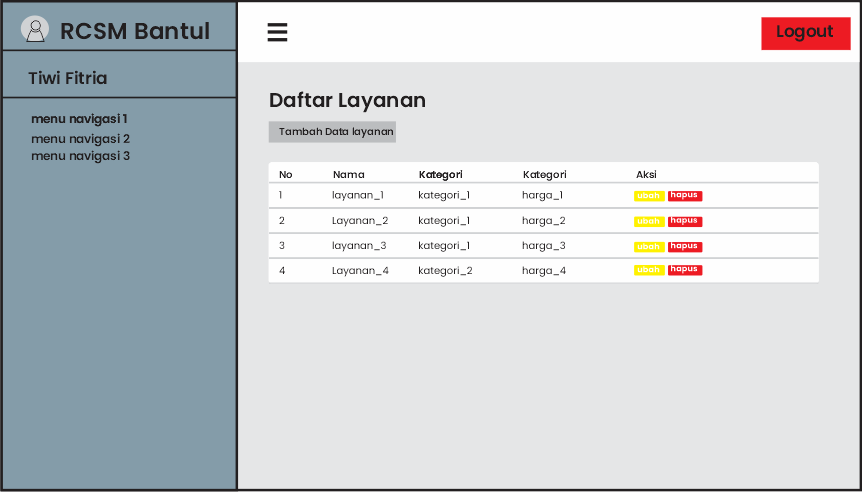 RCSM Bantul
Logout
Tiwi Fitria
menu navigasi 1
menu navigasi 2
menu navigasi 3
Daftar Layanan
Tambah Data layanan
No Nama Kategori Kategori Aksi
1 layanan_1 kategori_1 harga_1 ubah hapus
2 Layanan_2 kategori_1 harga_2 ubah hapus
3 layanan_3 kategori_1 harga_3 ubah hapus
4 Layanan_4 kategori_2 harga_4 ubah hapus